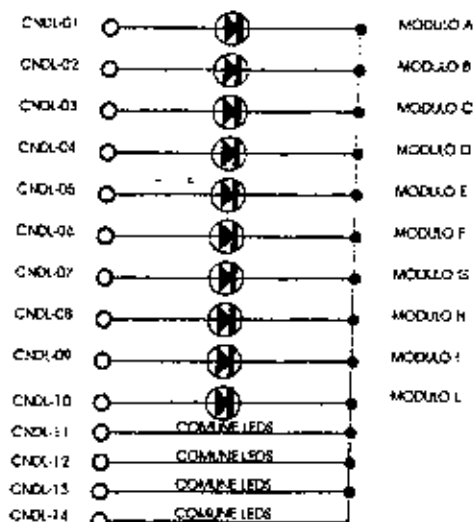 CNDL-01 MODULO A
CNDL-02 MODULO B
CNDL-03 MODULO C
CNDL-04 MODULO D
CNDL-05 MODULO E
CNDL-06 MODULO F
CNDL-07 MODULO G
CNDL-08 MODULO H
CNDL-09 MODULO I
CNDL-10 MODULO L
CNDL-11 COMUNE LEDS
CNDL-12 COMUNE LEDS
CNDL-13 COMUNE LEDS
CNDL-14 COMUNE LEDS